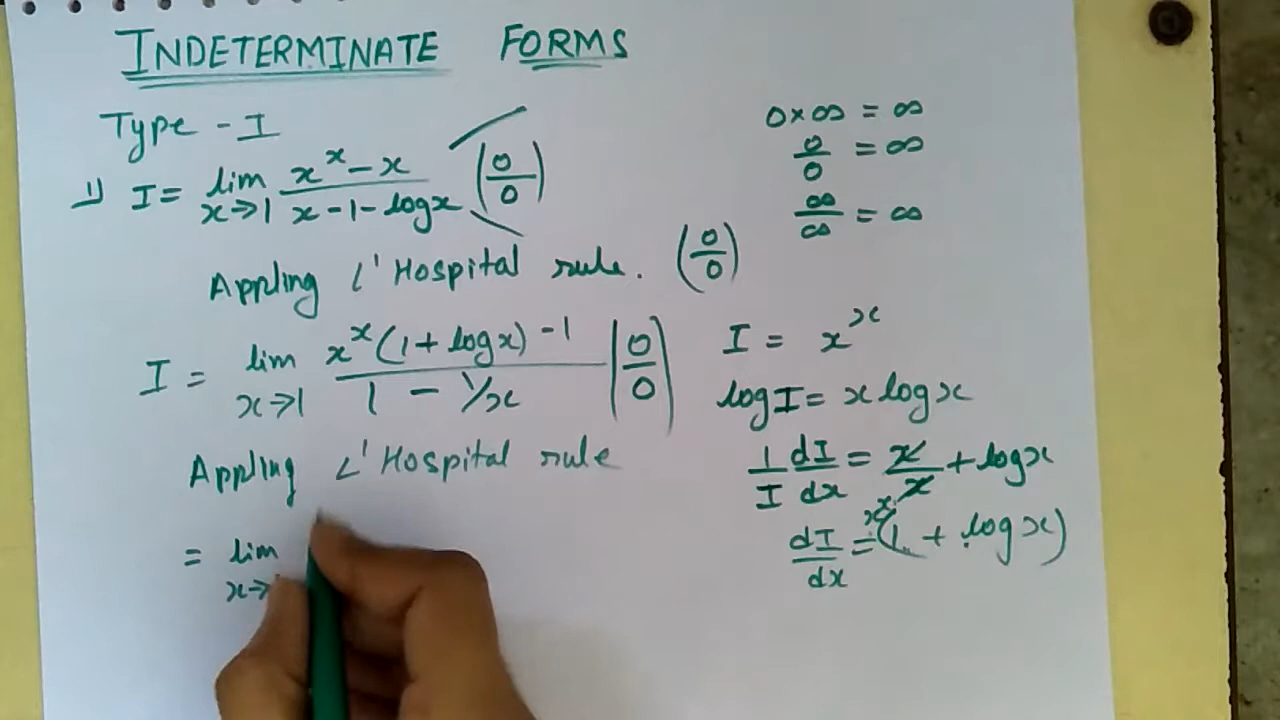 INDETERMINATE FORMS
Type - I
1) I = lim x→1 (x^x - x)/(x - 1 - log x) (0/0)
Appling L'Hospital rule. (0/0)
I = lim x→1 (x^x(1 + log x) - 1)/(1 - 1/x) (0/0)
Appling L'Hospital rule
= lim x→
0 × ∞ = ∞
0/0 = ∞
∞/∞ = ∞
I = x^x
log I = x log x
1/I dI/dx = x/x + log x
dI/dx = x^x(1 + log x)